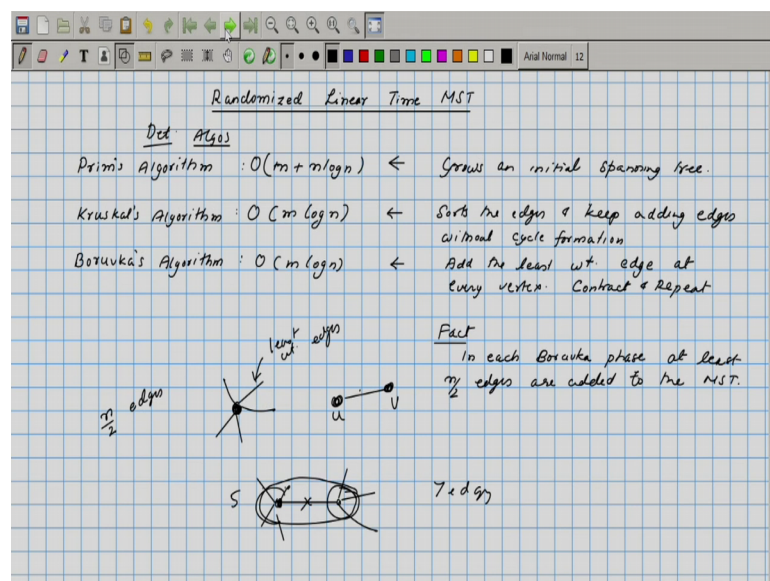 T
Arial Normal 12
Randomized Linear Time MST
Det. Algos
Prim's Algorithm : O(m + nlogn) ← Grows an initial spanning tree.
Kruskal's Algorithm : O(m logn) ← Sorts the edges & keep adding edges
without cycle formation
Boruvka's Algorithm : O(m logn) ← Add the least wt. edge at
every vertex. Contract & Repeat
least wt. edges
Fact
In each Boruvka phase at least
n/2 edges are added to the MST.
n/2 edges
u v
S
7 edgs